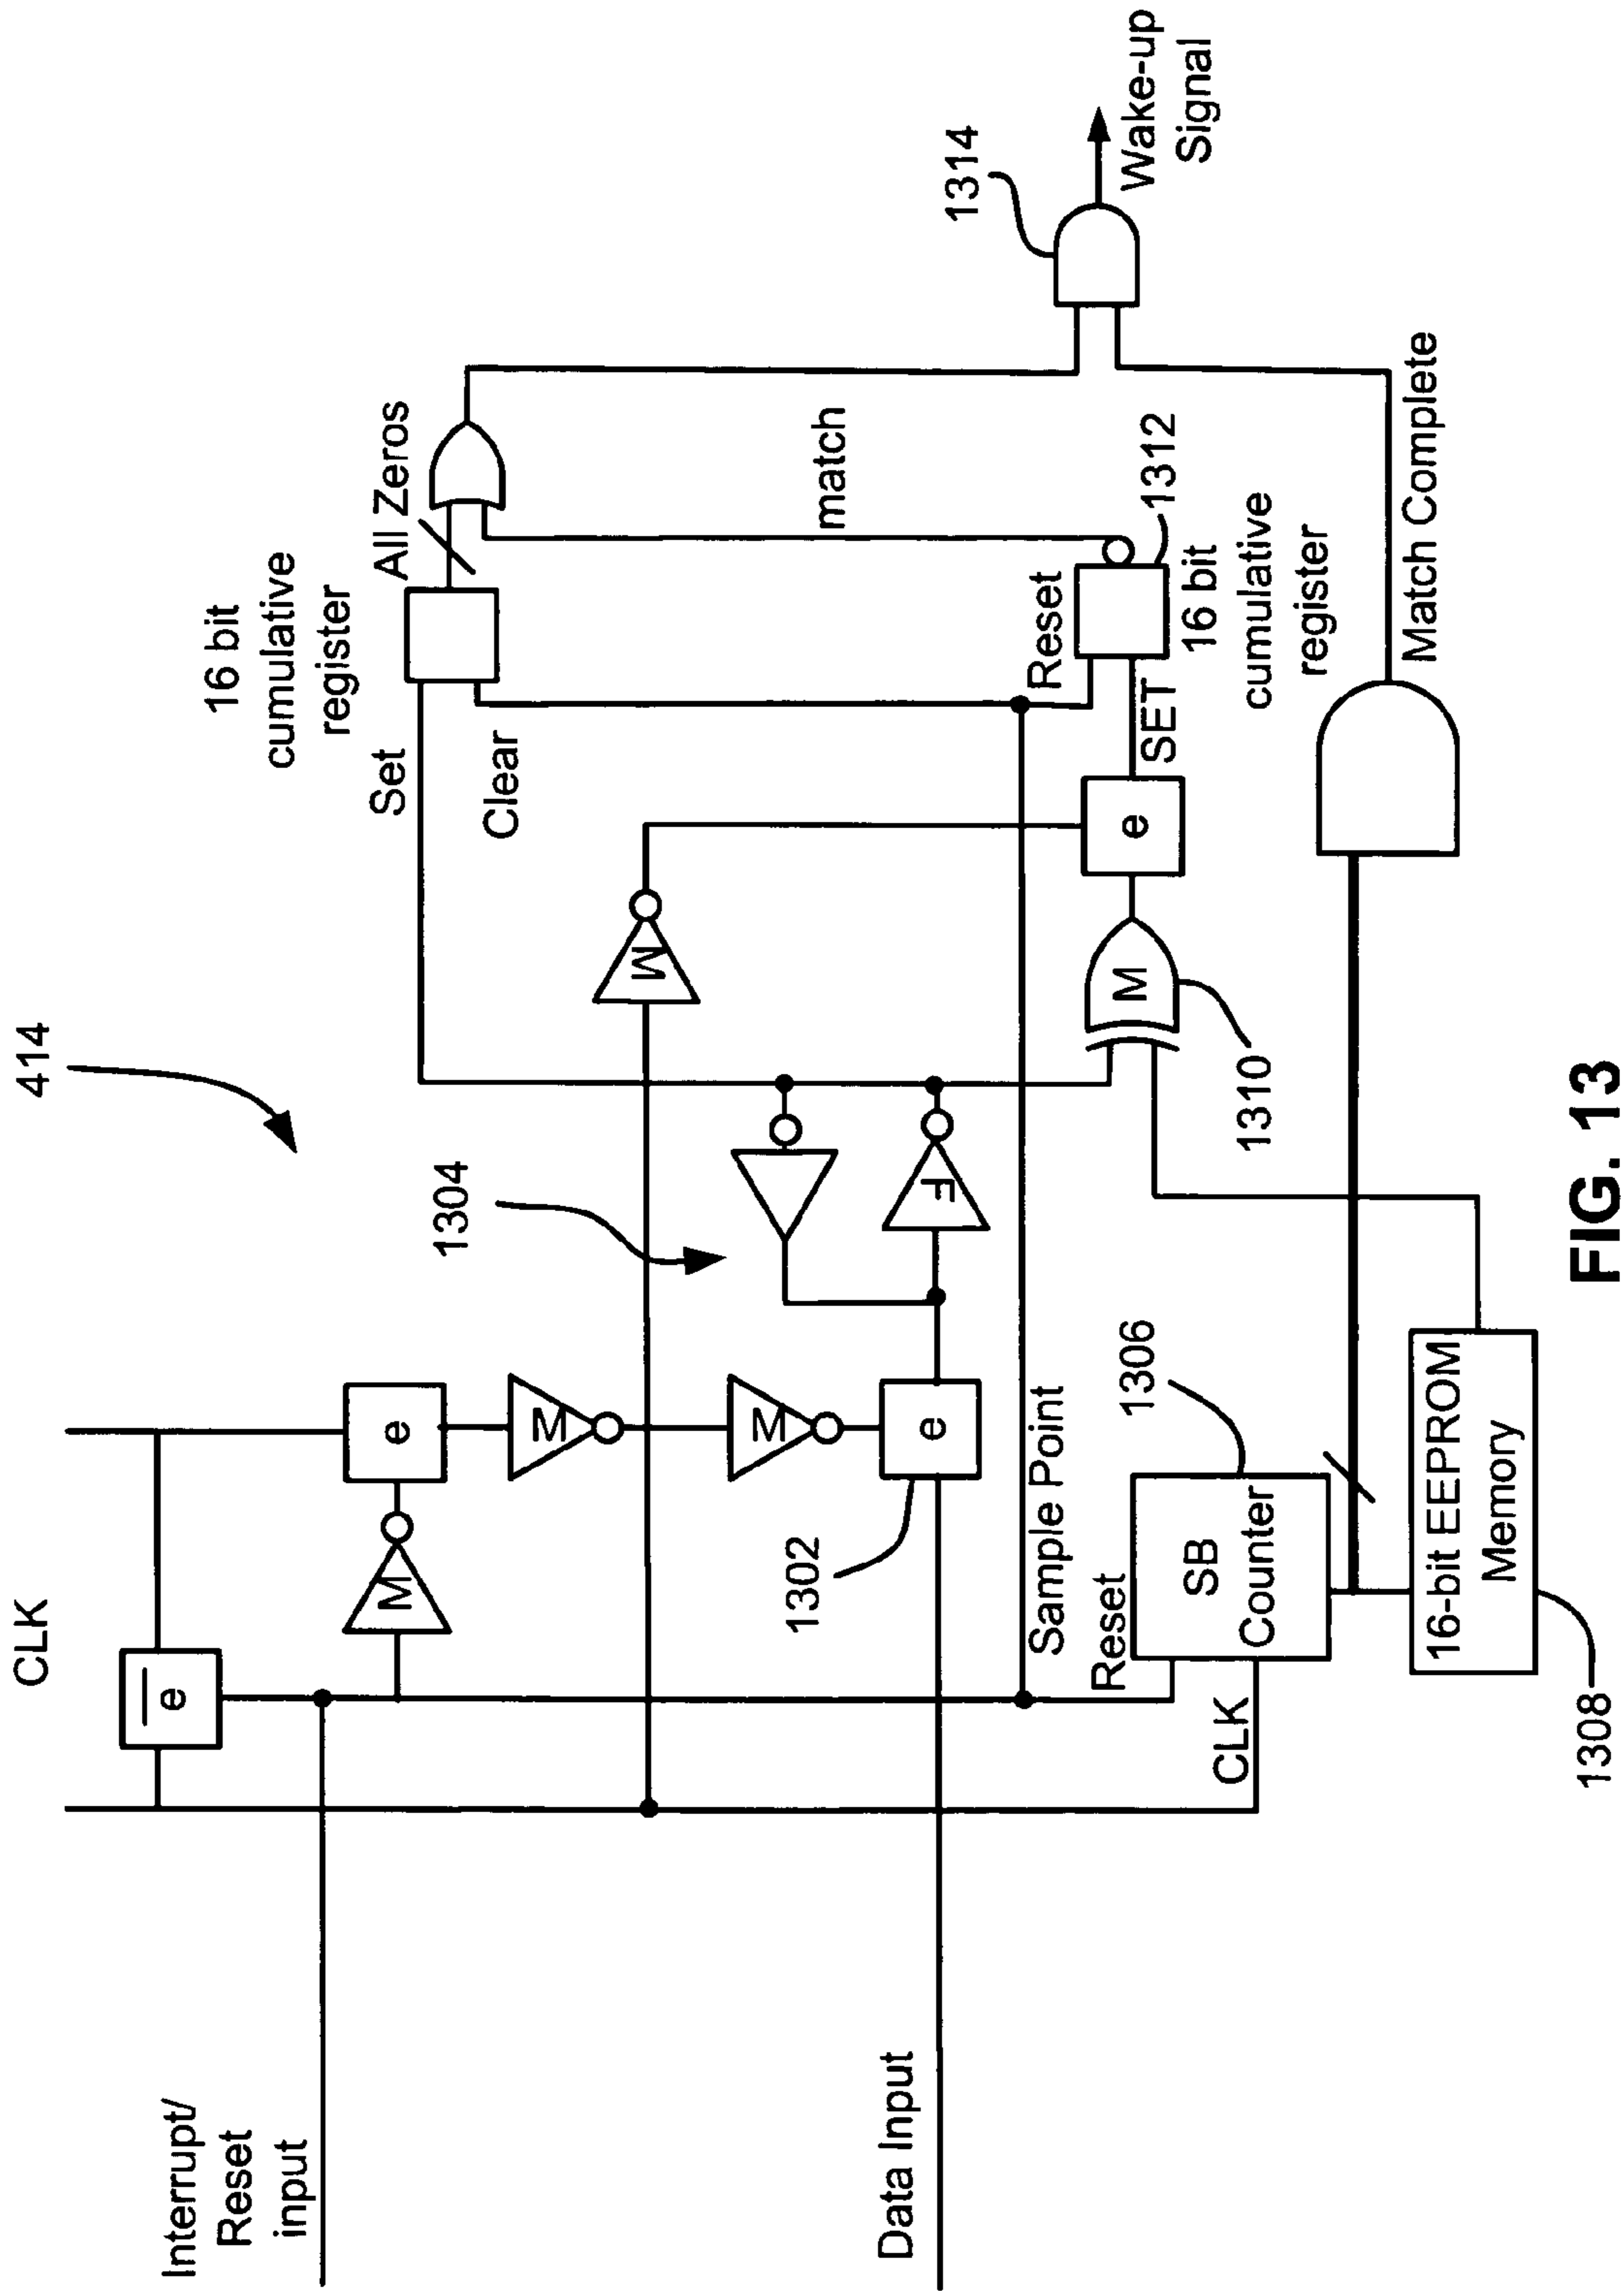 414
CLK
Interrupt/
Reset
input
e
M
e
M
M
1302
e
Data Input
1304
F
M
Set
Clear
16 bit
cumulative
register
All Zeros
match
1314
Wake-up
Signal
Sample Point
Reset
CLK
SB
Counter
1306
16-bit EEPROM
Memory
1308
M
1310
e
SET
Reset
1312
16 bit
cumulative
register
Match Complete
FIG. 13